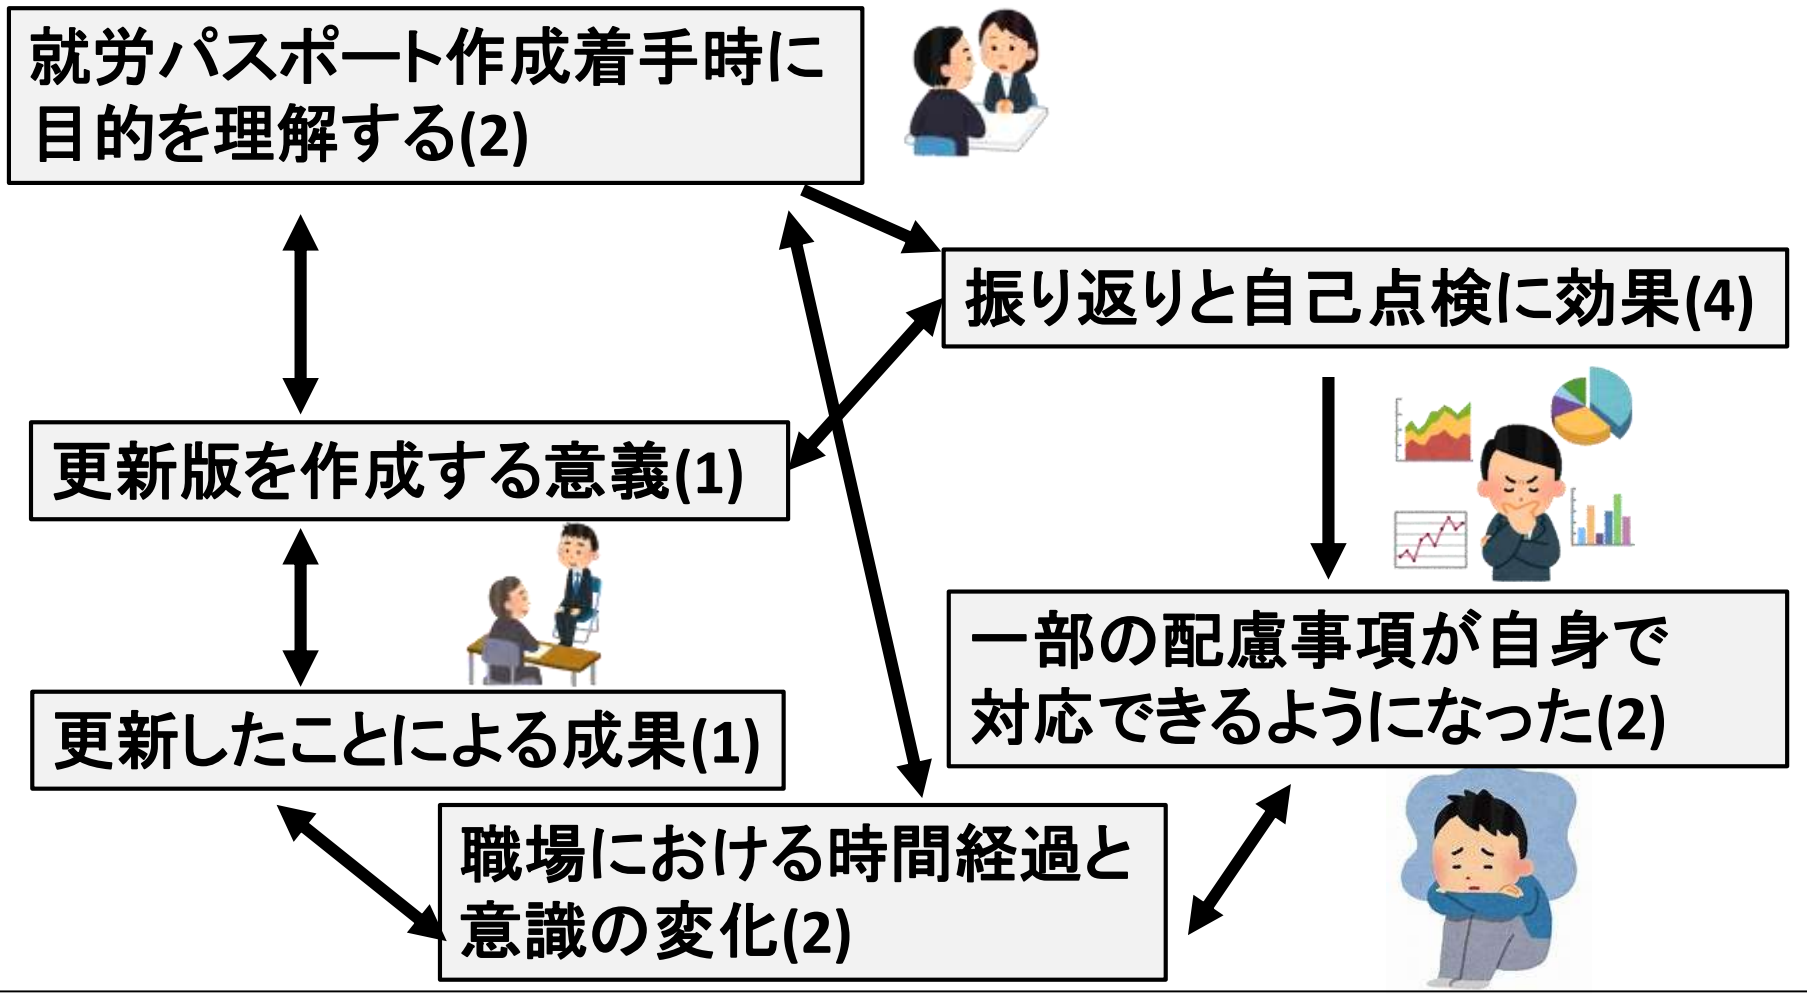 就労パスポート作成着手時に
目的を理解する(2)
振り返りと自己点検に効果(4)
更新版を作成する意義(1)
一部の配慮事項が自身で
対応できるようになった(2)
更新したことによる成果(1)
職場における時間経過と
意識の変化(2)